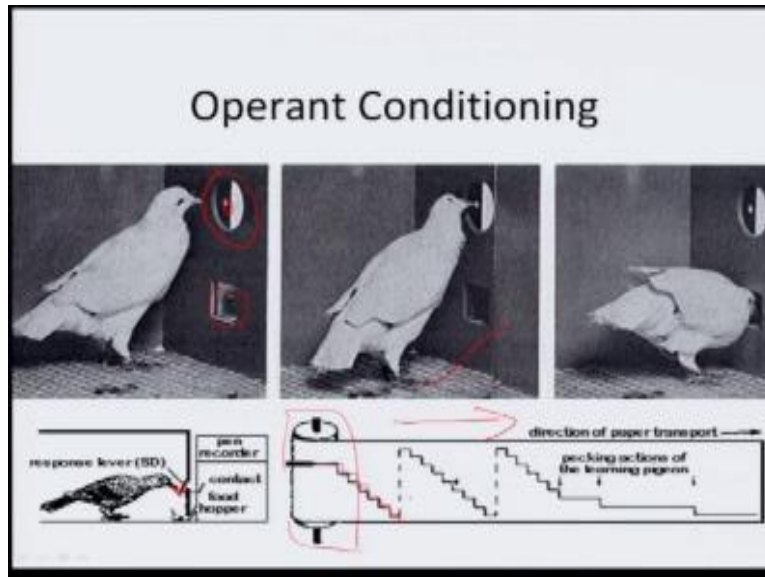 Operant Conditioning
response lever (SD)
pen
recorder
contact
food
hopper
direction of paper transport
pecking actions of
the learning pigeon